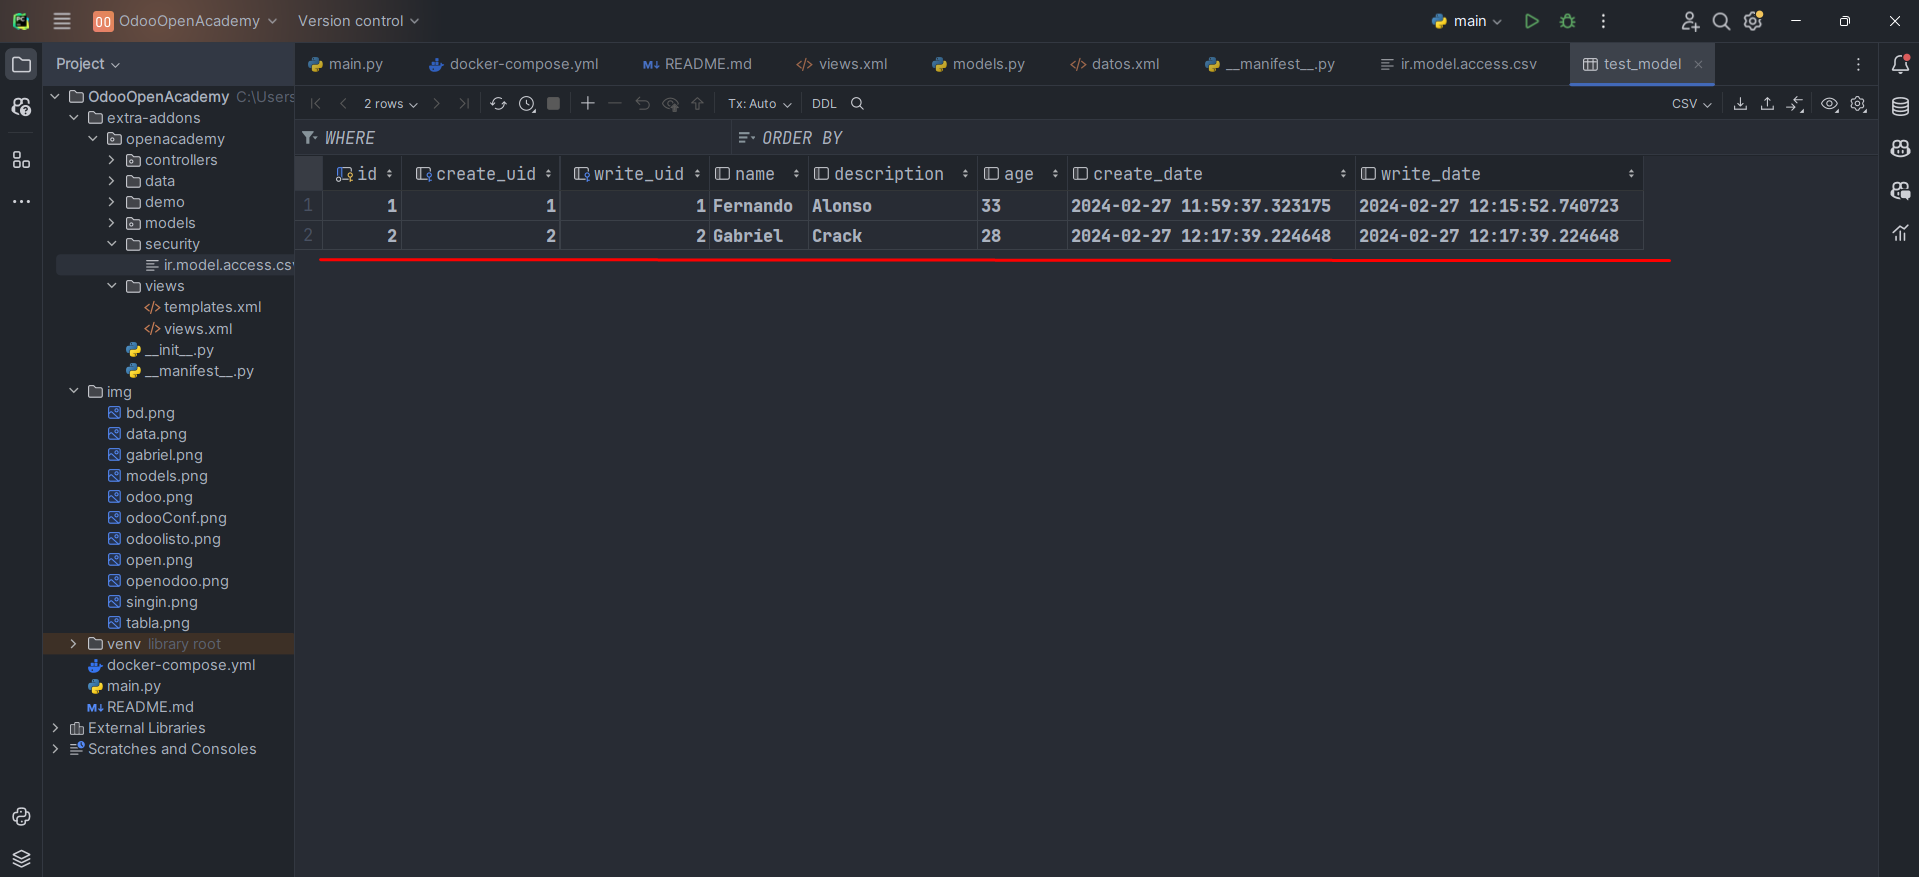 OO OdooOpenAcademy Version control main
Project
main.py docker-compose.yml README.md views.xml models.py datos.xml __manifest__.py ir.model.access.csv test_model
OdooOpenAcademy C:\Users
extra-addons
openacademy
controllers
data
demo
models
security
ir.model.access.csv
views
templates.xml
views.xml
__init__.py
__manifest__.py
img
bd.png
data.png
gabriel.png
models.png
odoo.png
odooConf.png
odoolisto.png
open.png
openodoo.png
singin.png
tabla.png
venv library root
docker-compose.yml
main.py
README.md
External Libraries
Scratches and Consoles
2 rows Tx: Auto DDL CSV
WHERE ORDER BY
id create_uid write_uid name description age create_date write_date
1 1 1 1 Fernando Alonso 33 2024-02-27 11:59:37.323175 2024-02-27 12:15:52.740723
2 2 2 2 Gabriel Crack 28 2024-02-27 12:17:39.224648 2024-02-27 12:17:39.224648